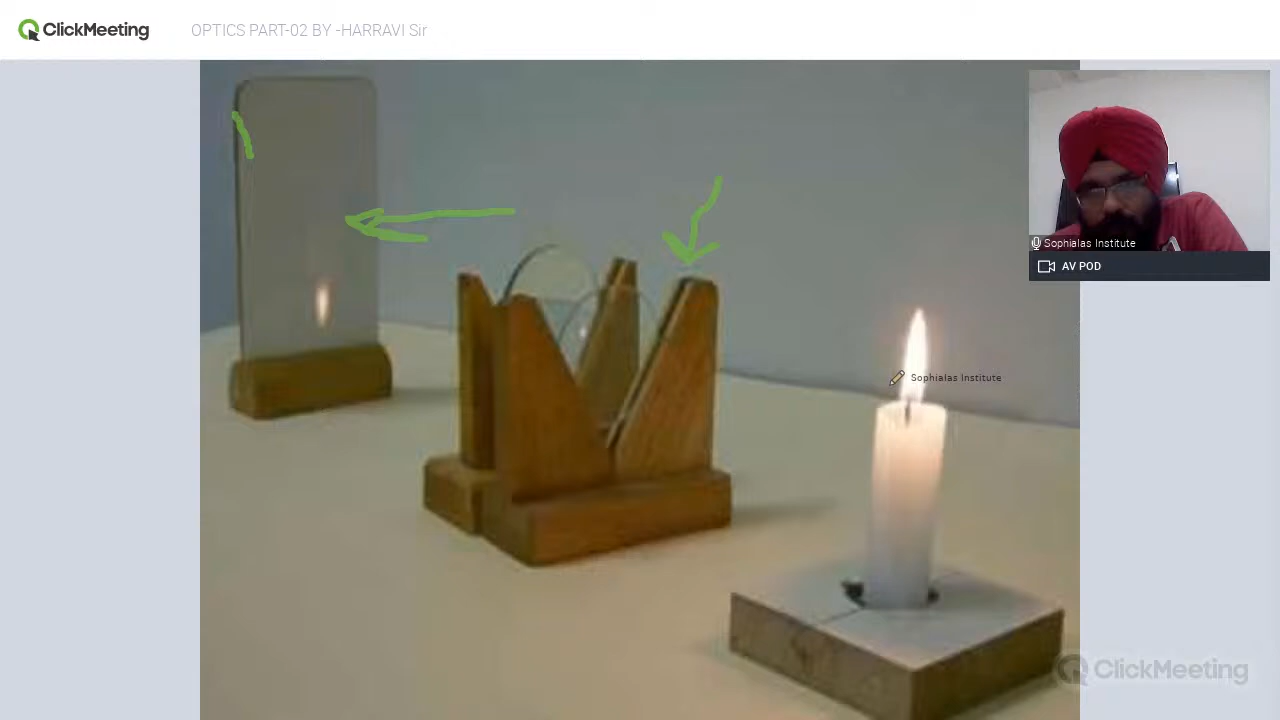 ClickMeeting
OPTICS PART-02 BY -HARRAVI Sir
Sophialas Institute
AV POD
Sophialas Institute
ClickMeeting